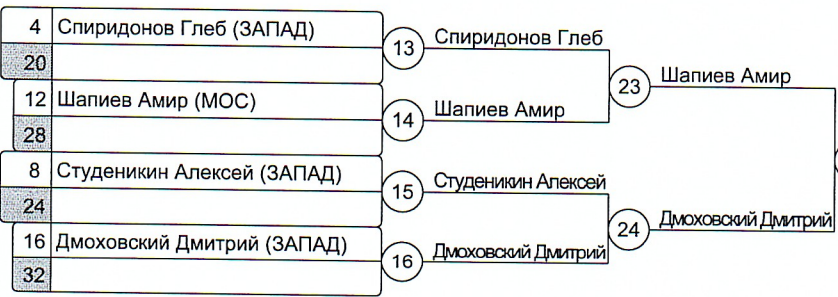 4 Спиридонов Глеб (ЗАПАД)
20
13
Спиридонов Глеб
12 Шапиев Амир (МОС)
28
14
Шапиев Амир
23
Шапиев Амир
8 Студеникин Алексей (ЗАПАД)
24
15
Студеникин Алексей
16 Дмоховский Дмитрий (ЗАПАД)
32
16
Дмоховский Дмитрий
24
Дмоховский Дмитрий